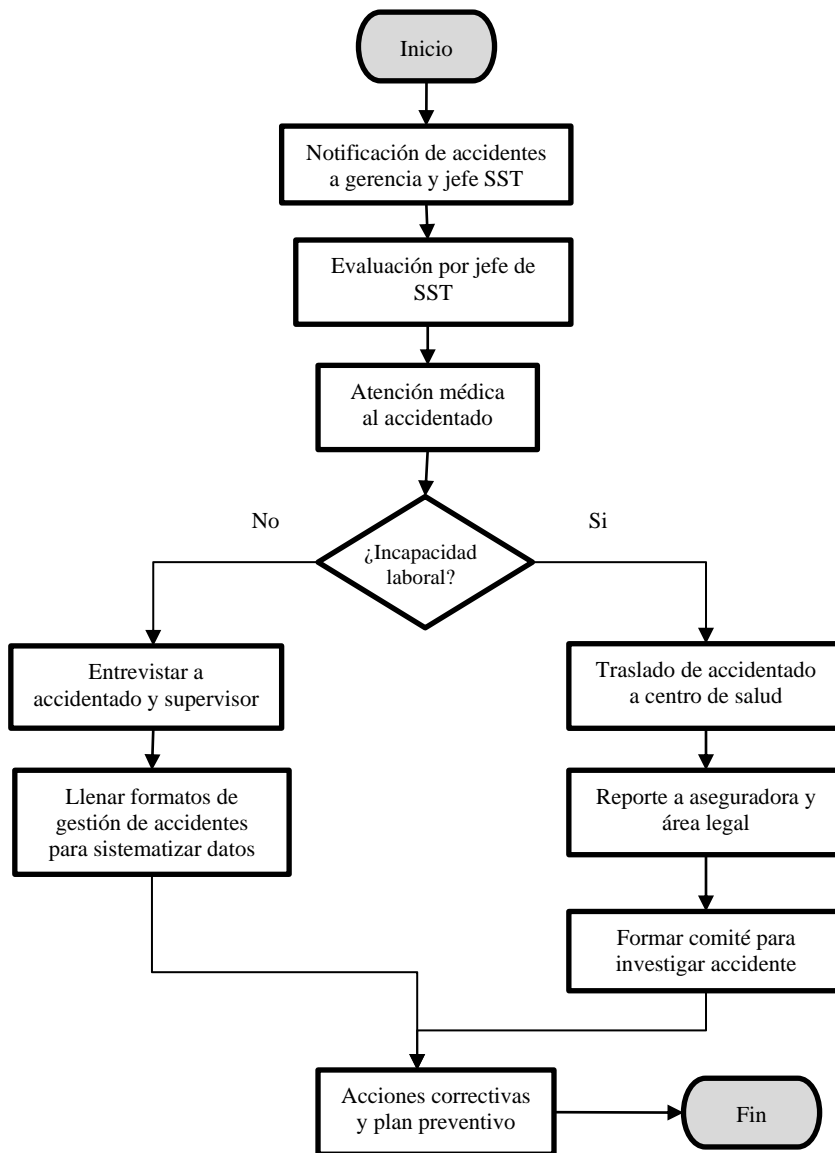 Inicio
Notificación de accidentes
a gerencia y jefe SST
Evaluación por jefe de
SST
Atención médica
al accidentado
No
Si
¿Incapacidad
laboral?
Entrevistar a
accidentado y supervisor
Llenar formatos de
gestión de accidentes
para sistematizar datos
Traslado de accidentado
a centro de salud
Reporte a aseguradora y
área legal
Formar comité para
investigar accidente
Acciones correctivas
y plan preventivo
Fin